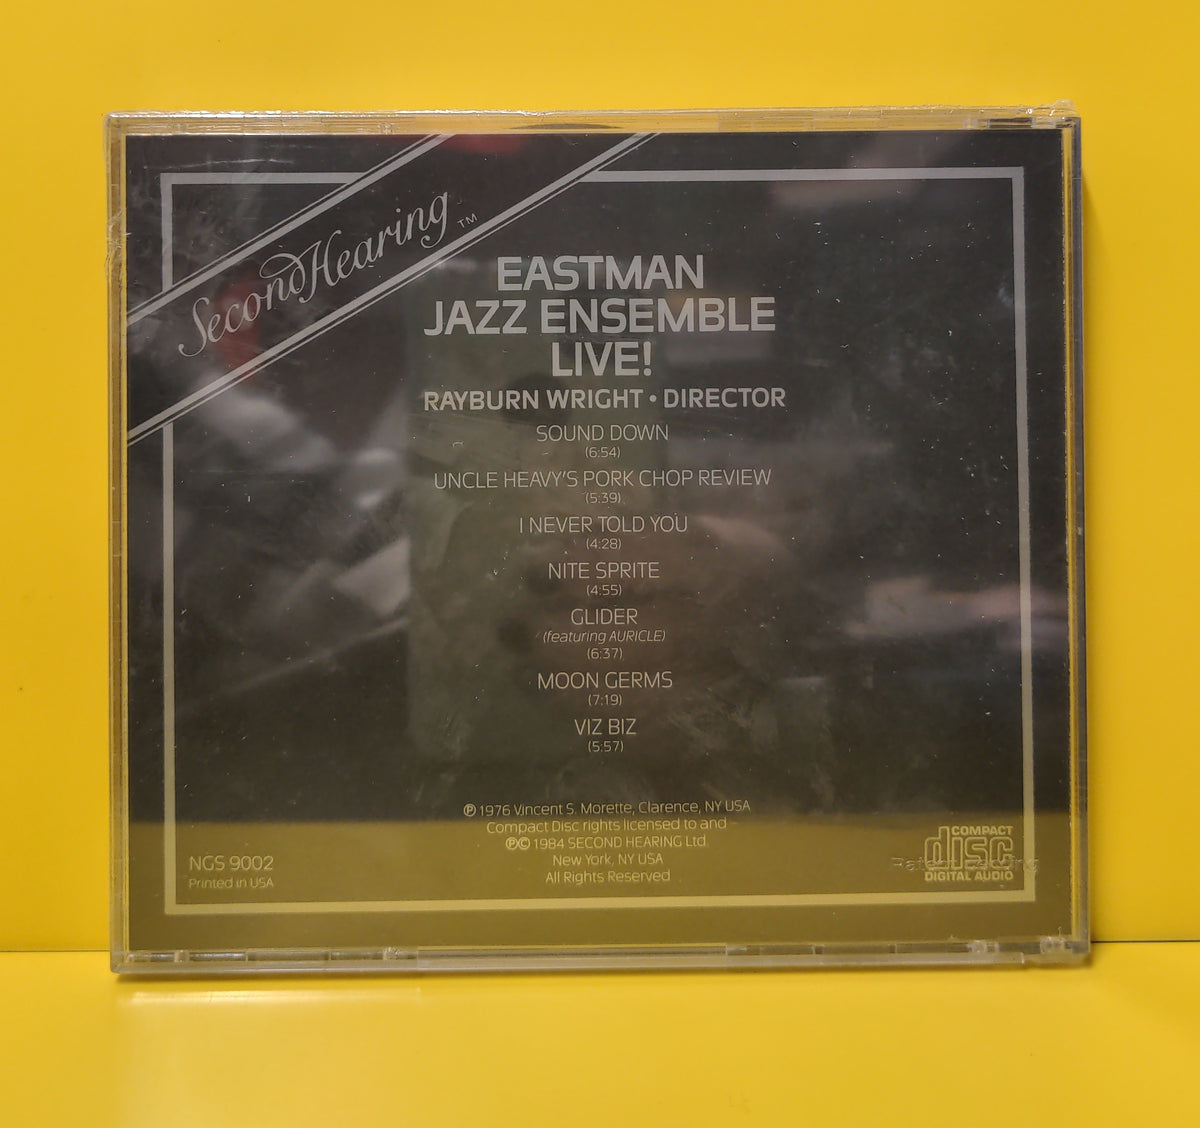 SecondHearing™
EASTMAN
JAZZ ENSEMBLE
LIVE!
RAYBURN WRIGHT • DIRECTOR
SOUND DOWN
(6:54)
UNCLE HEAVY'S PORK CHOP REVIEW
(5:39)
I NEVER TOLD YOU
(4:28)
NITE SPRITE
(4:55)
GLIDER
(featuring AURICLE)
(6:37)
MOON GERMS
(7:19)
VIZ BIZ
(5:57)
℗ 1976 Vincent S. Morette, Clarence, NY USA
Compact Disc rights licensed to and
℗© 1984 SECOND HEARING Ltd.
New York, NY USA
All Rights Reserved
NGS 9002
Printed in USA
COMPACT
disc
DIGITAL AUDIO